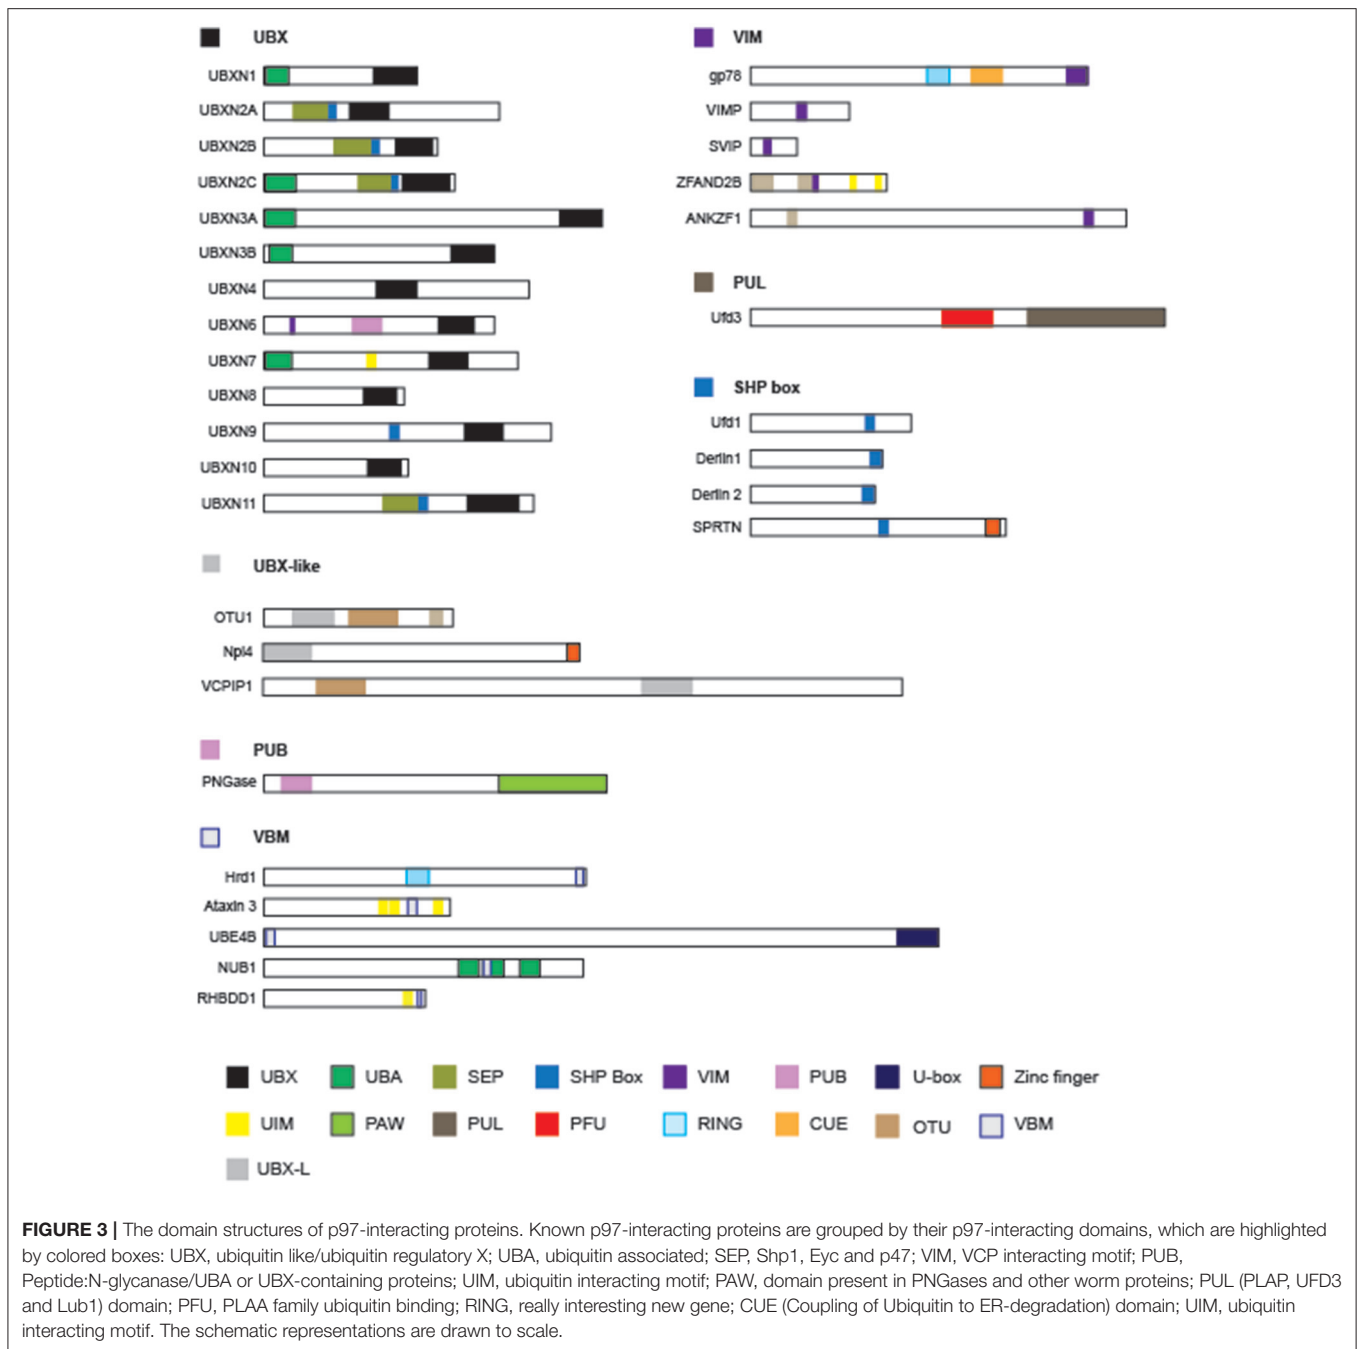 UBX
UBXN1
UBXN2A
UBXN2B
UBXN2C
UBXN3A
UBXN3B
UBXN4
UBXN6
UBXN7
UBXN8
UBXN9
UBXN10
UBXN11
UBX-like
OTU1
Npl4
VCPIP1
PUB
PNGase
VBM
Hrd1
Ataxin 3
UBE4B
NUB1
RHBDD1
VIM
gp78
VIMP
SVIP
ZFAND2B
ANKZF1
PUL
Ufd3
SHP box
Ufd1
Derlin1
Derlin 2
SPRTN
UBX UBA SEP SHP Box VIM PUB U-box Zinc finger
UIM PAW PUL PFU RING CUE OTU VBM
UBX-L
FIGURE 3 | The domain structures of p97-interacting proteins. Known p97-interacting proteins are grouped by their p97-interacting domains, which are highlighted
by colored boxes: UBX, ubiquitin like/ubiquitin regulatory X; UBA, ubiquitin associated; SEP, Shp1, Eyc and p47; VIM, VCP interacting motif; PUB,
Peptide:N-glycanase/UBA or UBX-containing proteins; UIM, ubiquitin interacting motif; PAW, domain present in PNGases and other worm proteins; PUL (PLAP, UFD3
and Lub1) domain; PFU, PLAA family ubiquitin binding; RING, really interesting new gene; CUE (Coupling of Ubiquitin to ER-degradation) domain; UIM, ubiquitin
interacting motif. The schematic representations are drawn to scale.